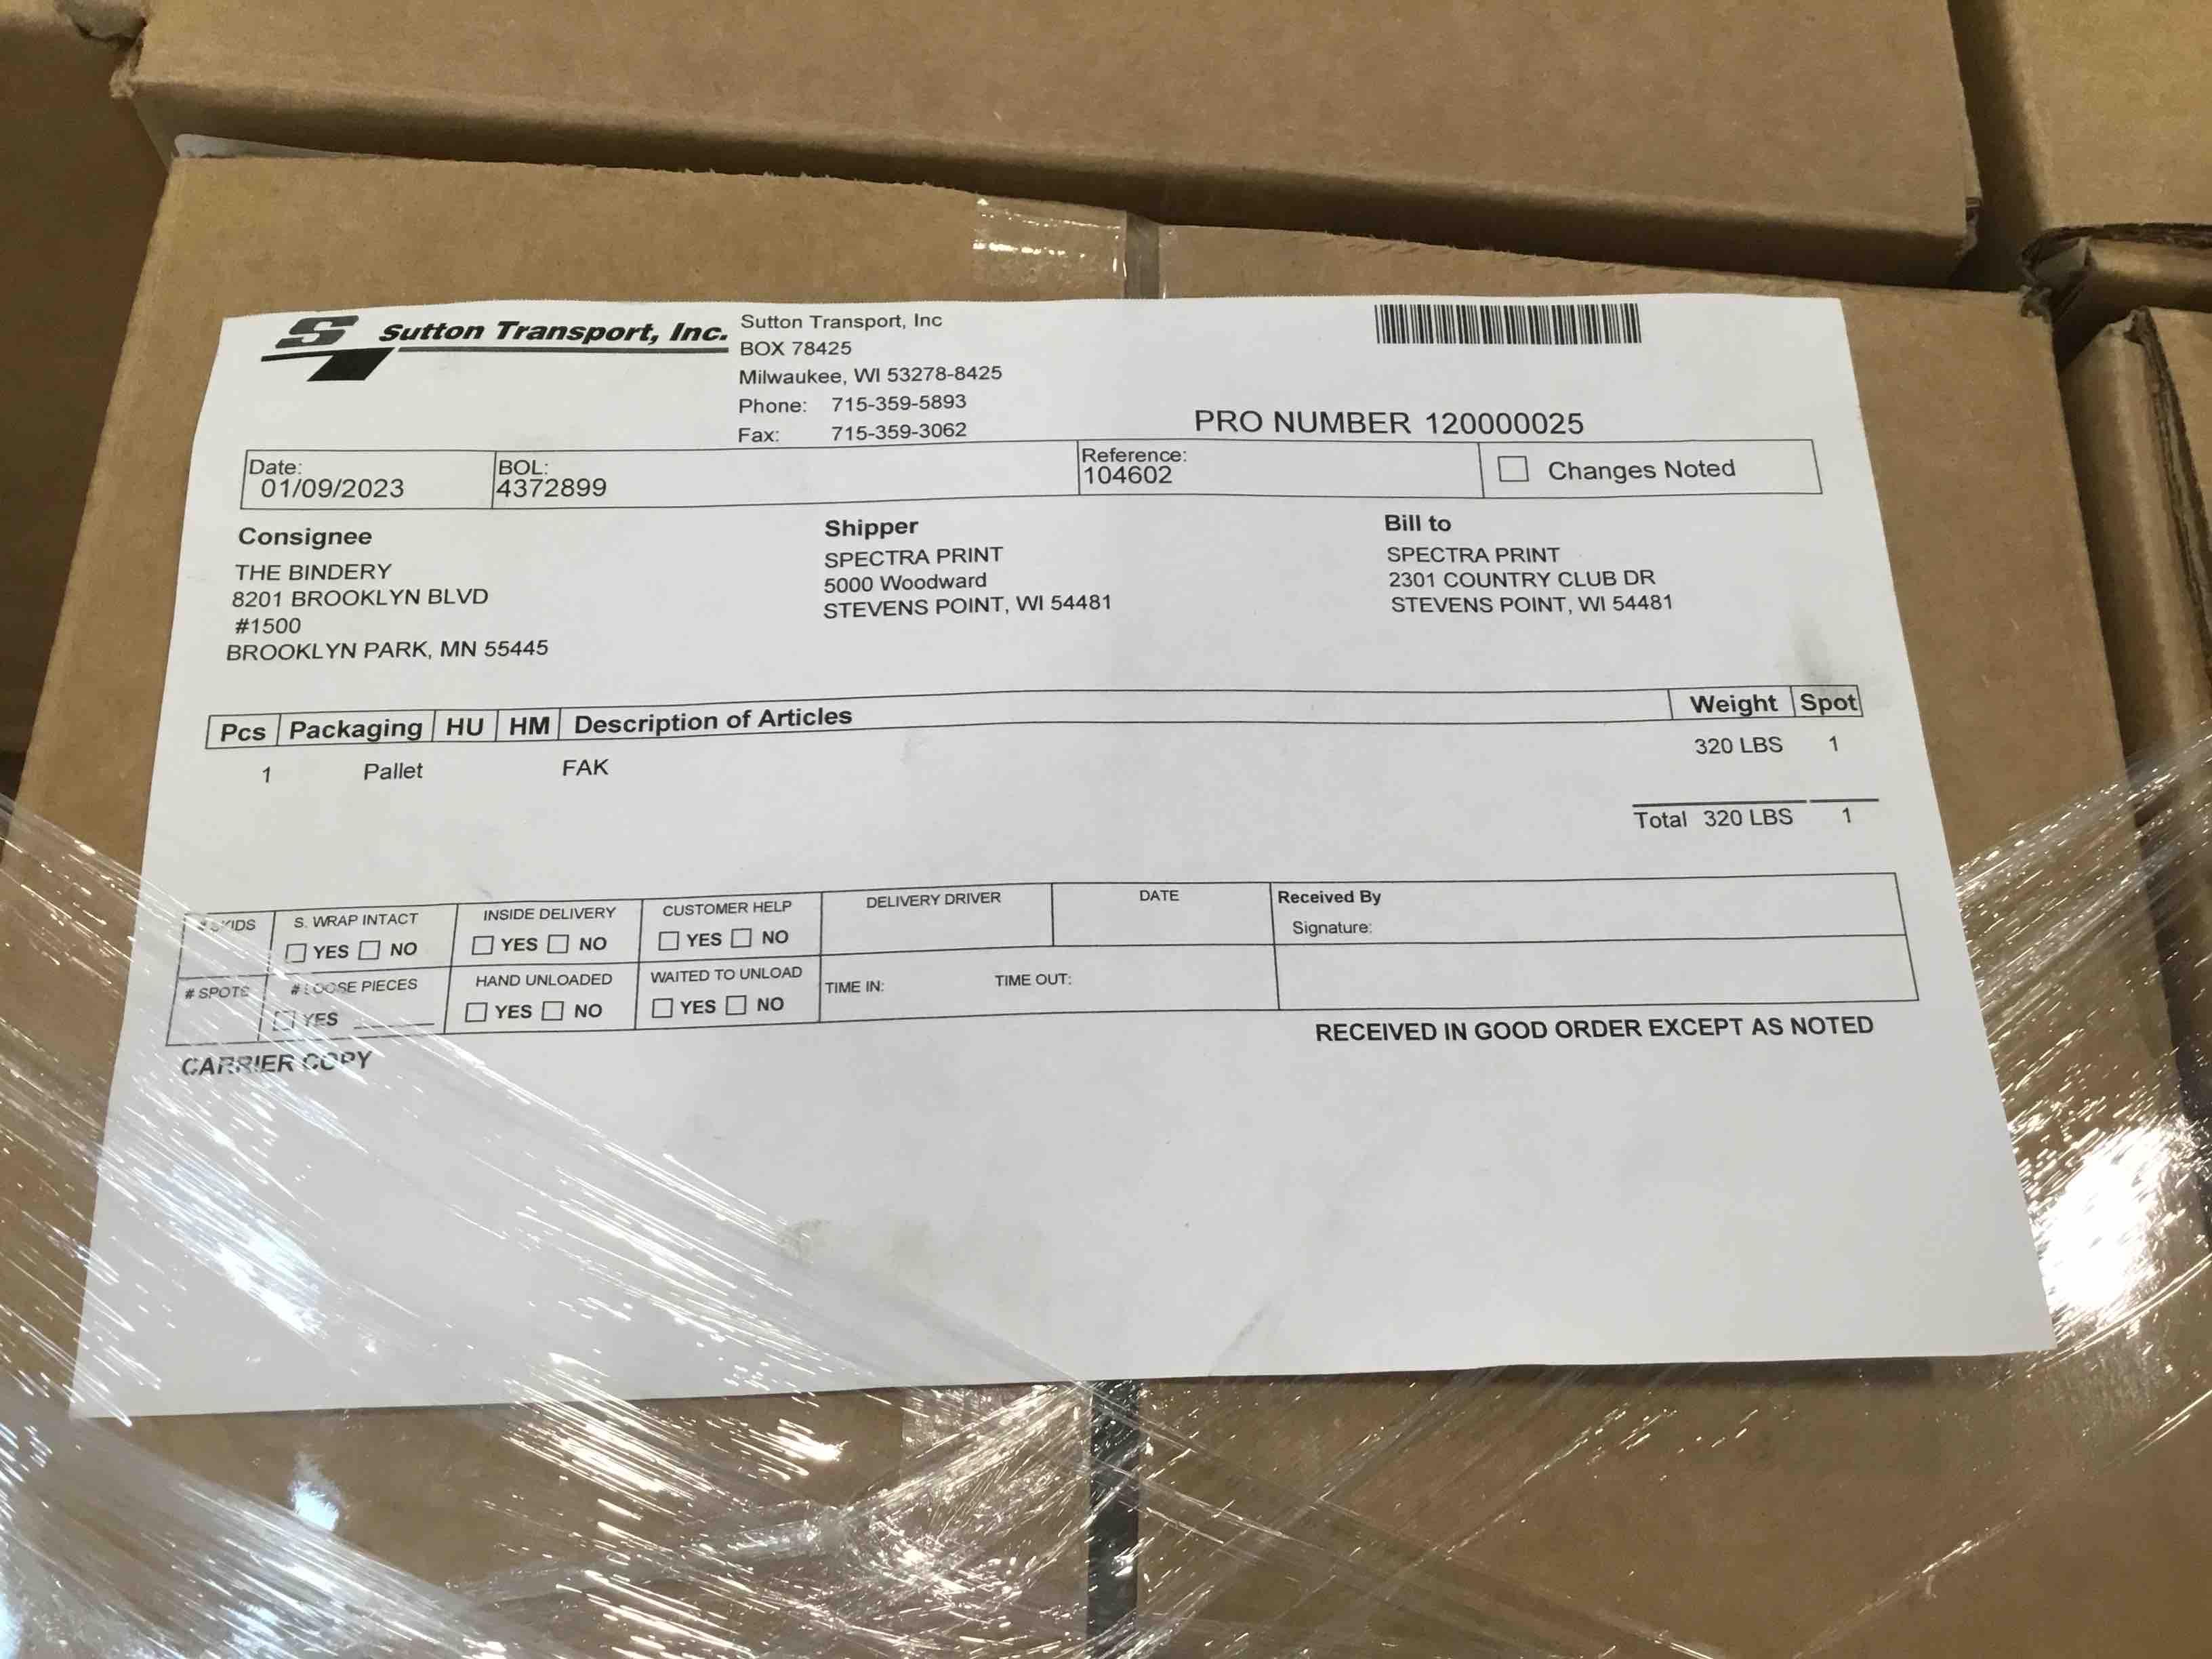 Sutton Transport, Inc.
Sutton Transport, Inc
BOX 78425
Milwaukee, WI 53278-8425
Phone: 715-359-5893
Fax: 715-359-3062
PRO NUMBER 120000025
Date:
01/09/2023
BOL:
4372899
Reference:
104602
Changes Noted
Consignee
THE BINDERY
8201 BROOKLYN BLVD
#1500
BROOKLYN PARK, MN 55445
Shipper
SPECTRA PRINT
5000 Woodward
STEVENS POINT, WI 54481
Bill to
SPECTRA PRINT
2301 COUNTRY CLUB DR
STEVENS POINT, WI 54481
Pcs Packaging HU HM Description of Articles Weight Spot
1 Pallet FAK 320 LBS 1
Total 320 LBS 1
# SKIDS
S. WRAP INTACT
YES NO
INSIDE DELIVERY
YES NO
CUSTOMER HELP
YES NO
DELIVERY DRIVER
DATE
Received By
Signature:
# SPOTS
# LOOSE PIECES
YES
HAND UNLOADED
YES NO
WAITED TO UNLOAD
YES NO
TIME IN: TIME OUT:
CARRIER COPY
RECEIVED IN GOOD ORDER EXCEPT AS NOTED